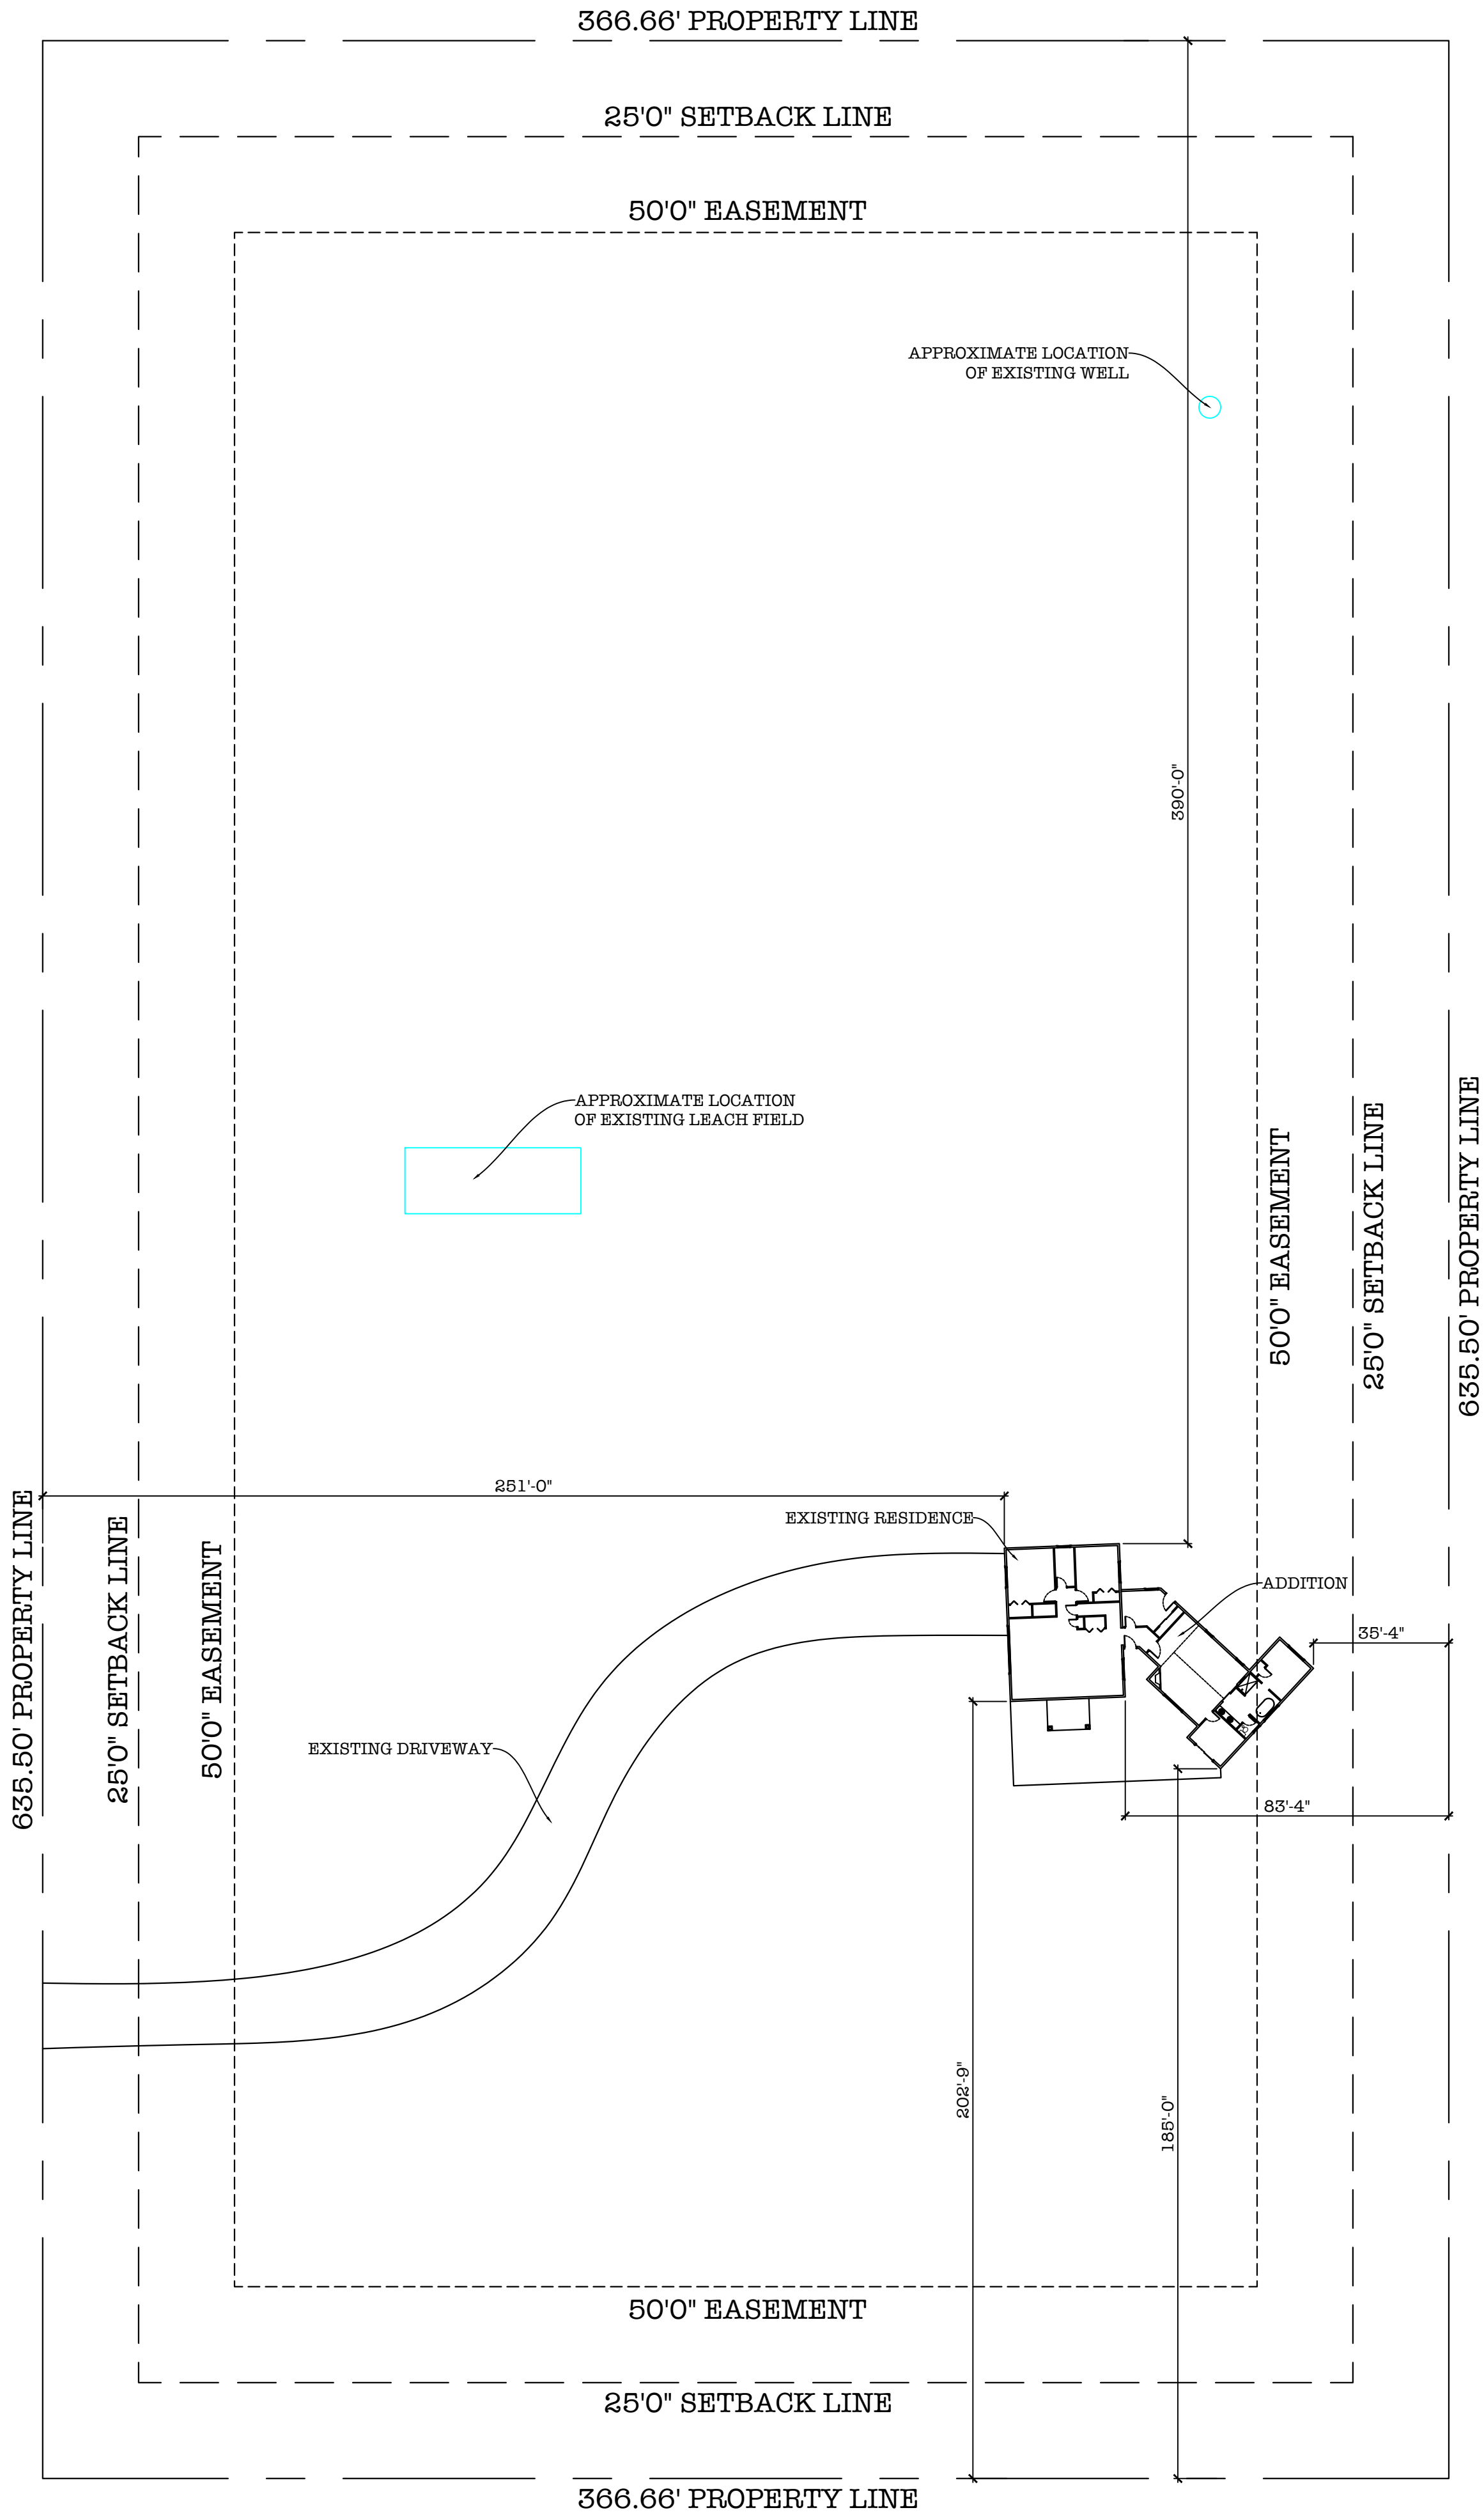 366.66' PROPERTY LINE
25'0" SETBACK LINE
50'0" EASEMENT
APPROXIMATE LOCATION
OF EXISTING WELL
390'-0"
APPROXIMATE LOCATION
OF EXISTING LEACH FIELD
50'0" EASEMENT
25'0" SETBACK LINE
635.50' PROPERTY LINE
251'-0"
EXISTING RESIDENCE
635.50' PROPERTY LINE
25'0" SETBACK LINE
50'0" EASEMENT
ADDITION
35'-4"
EXISTING DRIVEWAY
83'-4"
202'-9"
185'-0"
50'0" EASEMENT
25'0" SETBACK LINE
366.66' PROPERTY LINE